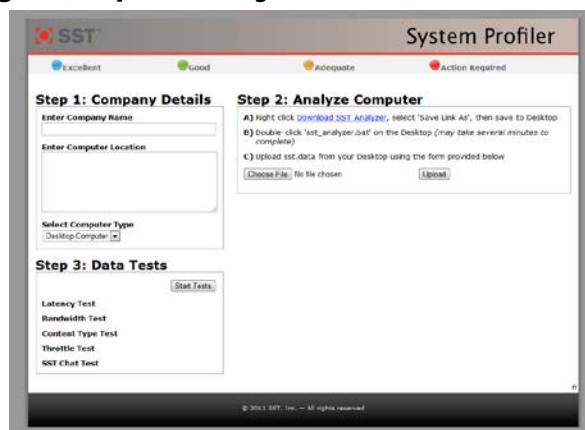 SST
System Profiler
Excellent Good Adequate Action Required
Step 1: Company Details
Enter Company Name
Enter Computer Location
Select Computer Type
Desktop Computer
Step 2: Analyze Computer
A) Right click Download SST Analyzer, select 'Save Link As', then save to Desktop
B) Double-click 'sst_analyzer.bat' on the Desktop (may take several minutes to
complete)
C) Upload sst.data from your Desktop using the form provided below
Choose File No file chosen Upload
Step 3: Data Tests
Start Tests
Latency Test
Bandwidth Test
Content Type Test
Throttle Test
SST Chat Test
© 2011 SST, Inc. — All rights reserved